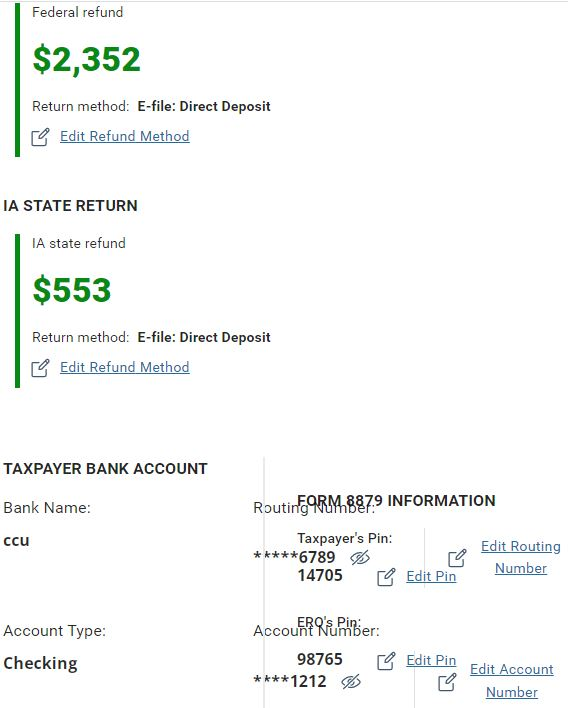 Federal refund
$2,352
Return method: E-file: Direct Deposit
Edit Refund Method
IA STATE RETURN
IA state refund
$553
Return method: E-file: Direct Deposit
Edit Refund Method
TAXPAYER BANK ACCOUNT
FORM 8879 INFORMATION
Bank Name:
Routing Number:
Taxpayer's Pin:
ccu
*****6789
Edit Routing
Number
14705
Edit Pin
ERO's Pin:
Account Type:
Account Number:
98765
Edit Pin
Checking
****1212
Edit Account
Number